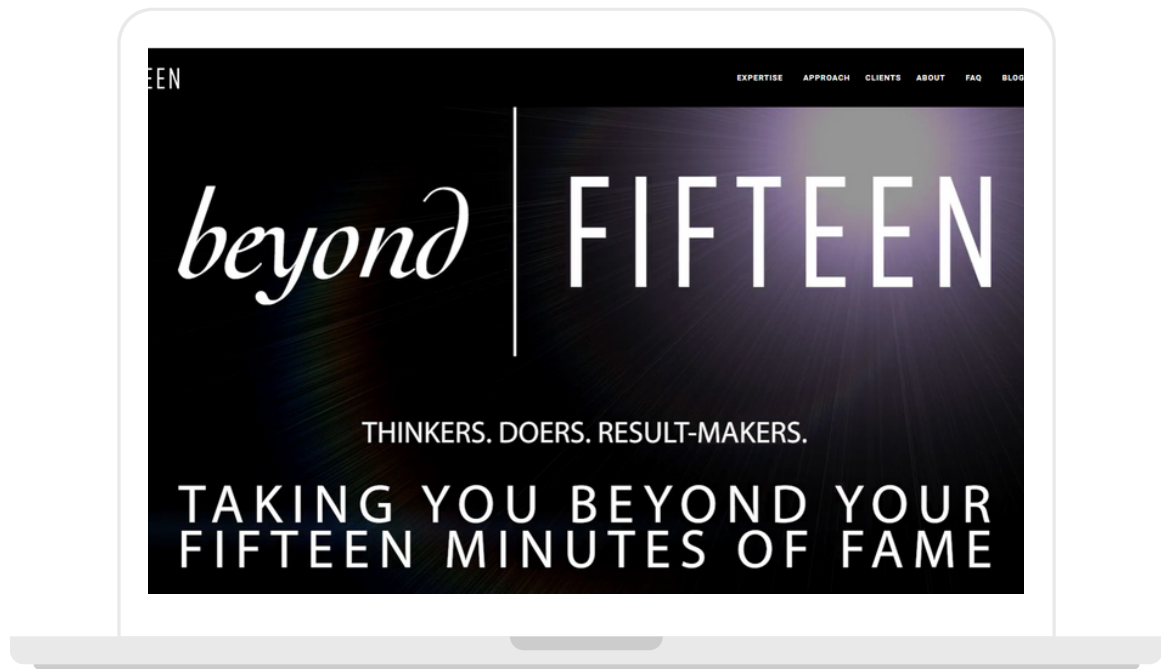 EEN
EXPERTISE APPROACH CLIENTS ABOUT FAQ BLOG
beyond FIFTEEN
THINKERS. DOERS. RESULT-MAKERS.
TAKING YOU BEYOND YOUR
FIFTEEN MINUTES OF FAME